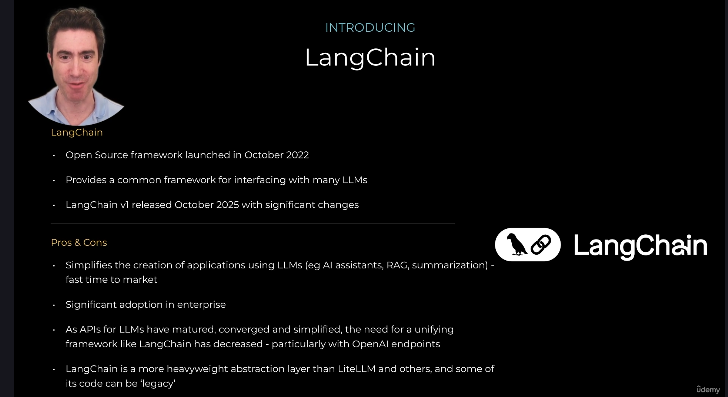 INTRODUCING
LangChain
LangChain
• Open Source framework launched in October 2022
• Provides a common framework for interfacing with many LLMs
• LangChain v1 released October 2025 with significant changes
Pros & Cons
• Simplifies the creation of applications using LLMs (eg AI assistants, RAG, summarization) -
fast time to market
• Significant adoption in enterprise
• As APIs for LLMs have matured, converged and simplified, the need for a unifying
framework like LangChain has decreased - particularly with OpenAI endpoints
• LangChain is a more heavyweight abstraction layer than LiteLLM and others, and some of
its code can be 'legacy'
LangChain
ûdemy